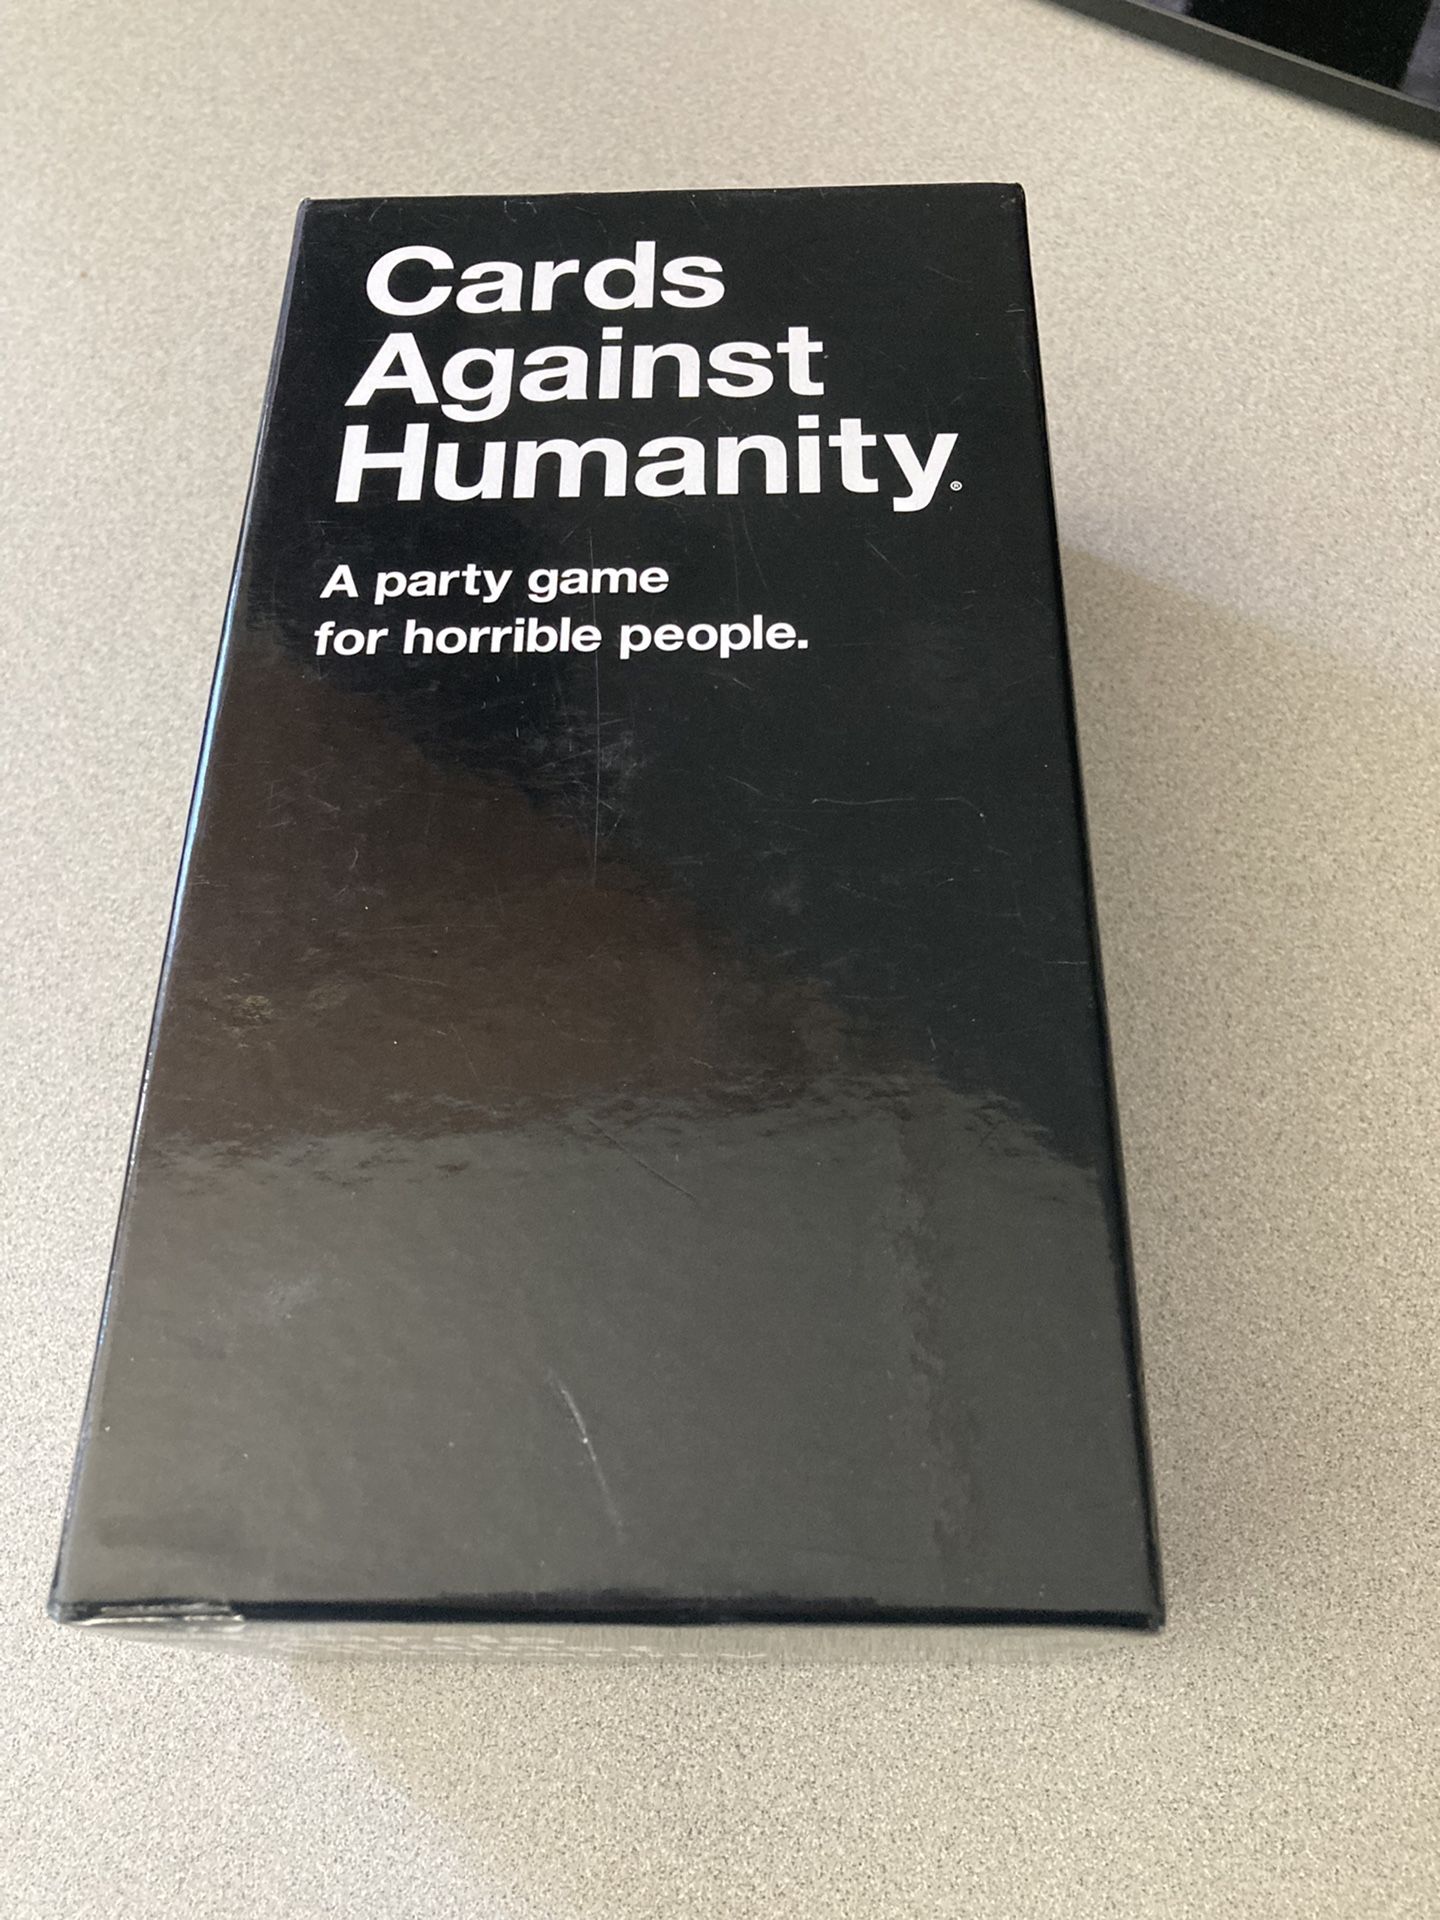 Cards
Against
Humanity®
A party game
for horrible people.